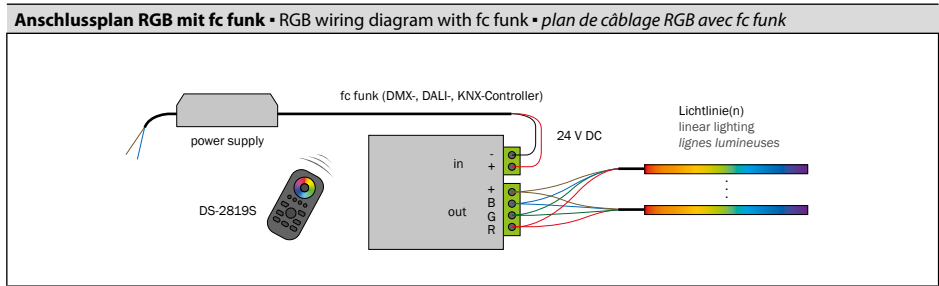 Anschlussplan RGB mit fc funk ▪ RGB wiring diagram with fc funk ▪ plan de câblage RGB avec fc funk
fc funk (DMX-, DALI-, KNX-Controller)
power supply
24 V DC
Lichtlinie(n)
linear lighting
lignes lumineuses
in
-
+
DS-2819S
out
+
B
G
R